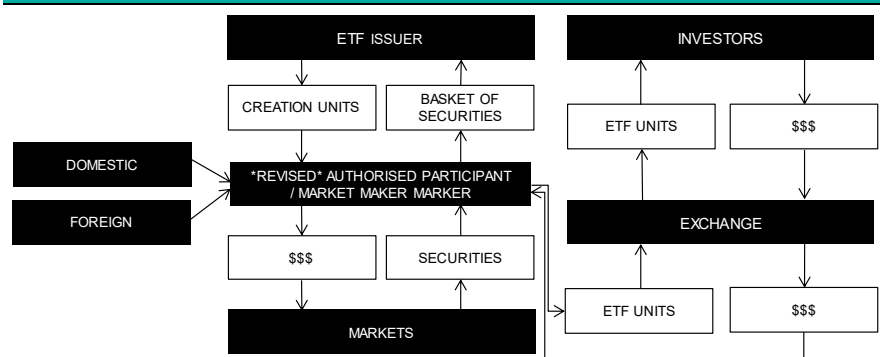 ETF ISSUER
INVESTORS
CREATION UNITS
BASKET OF
SECURITIES
ETF UNITS
$$$
DOMESTIC
*REVISED* AUTHORISED PARTICIPANT
/ MARKET MAKER MARKER
FOREIGN
EXCHANGE
$$$
SECURITIES
ETF UNITS
$$$
MARKETS